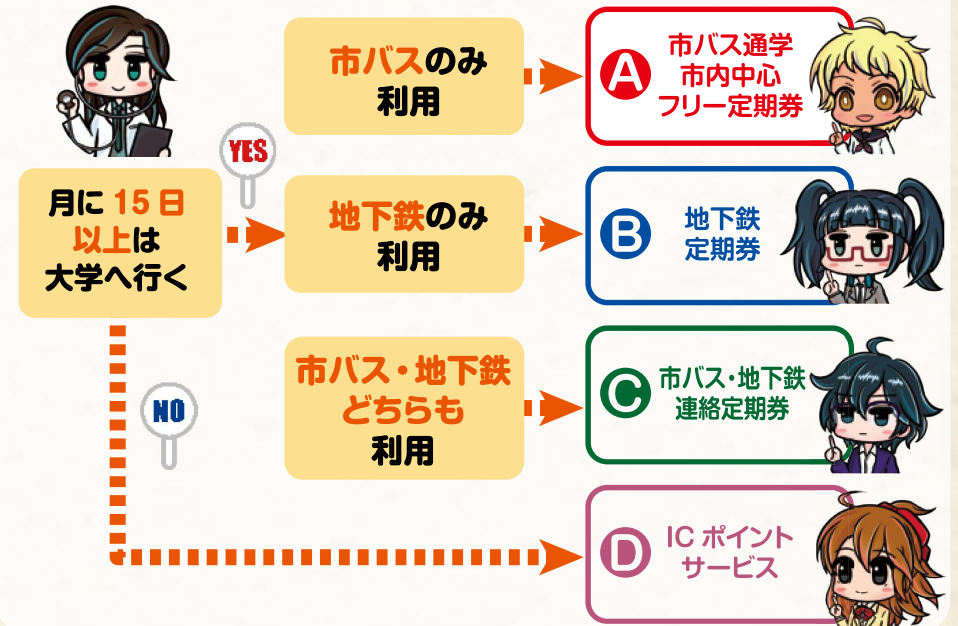 月に15日
以上は
大学へ行く
YES
NO
市バスのみ
利用
地下鉄のみ
利用
市バス・地下鉄
どちらも
利用
A
市バス通学
市内中心
フリー定期券
B
地下鉄
定期券
C
市バス・地下鉄
連絡定期券
D
IC ポイント
サービス